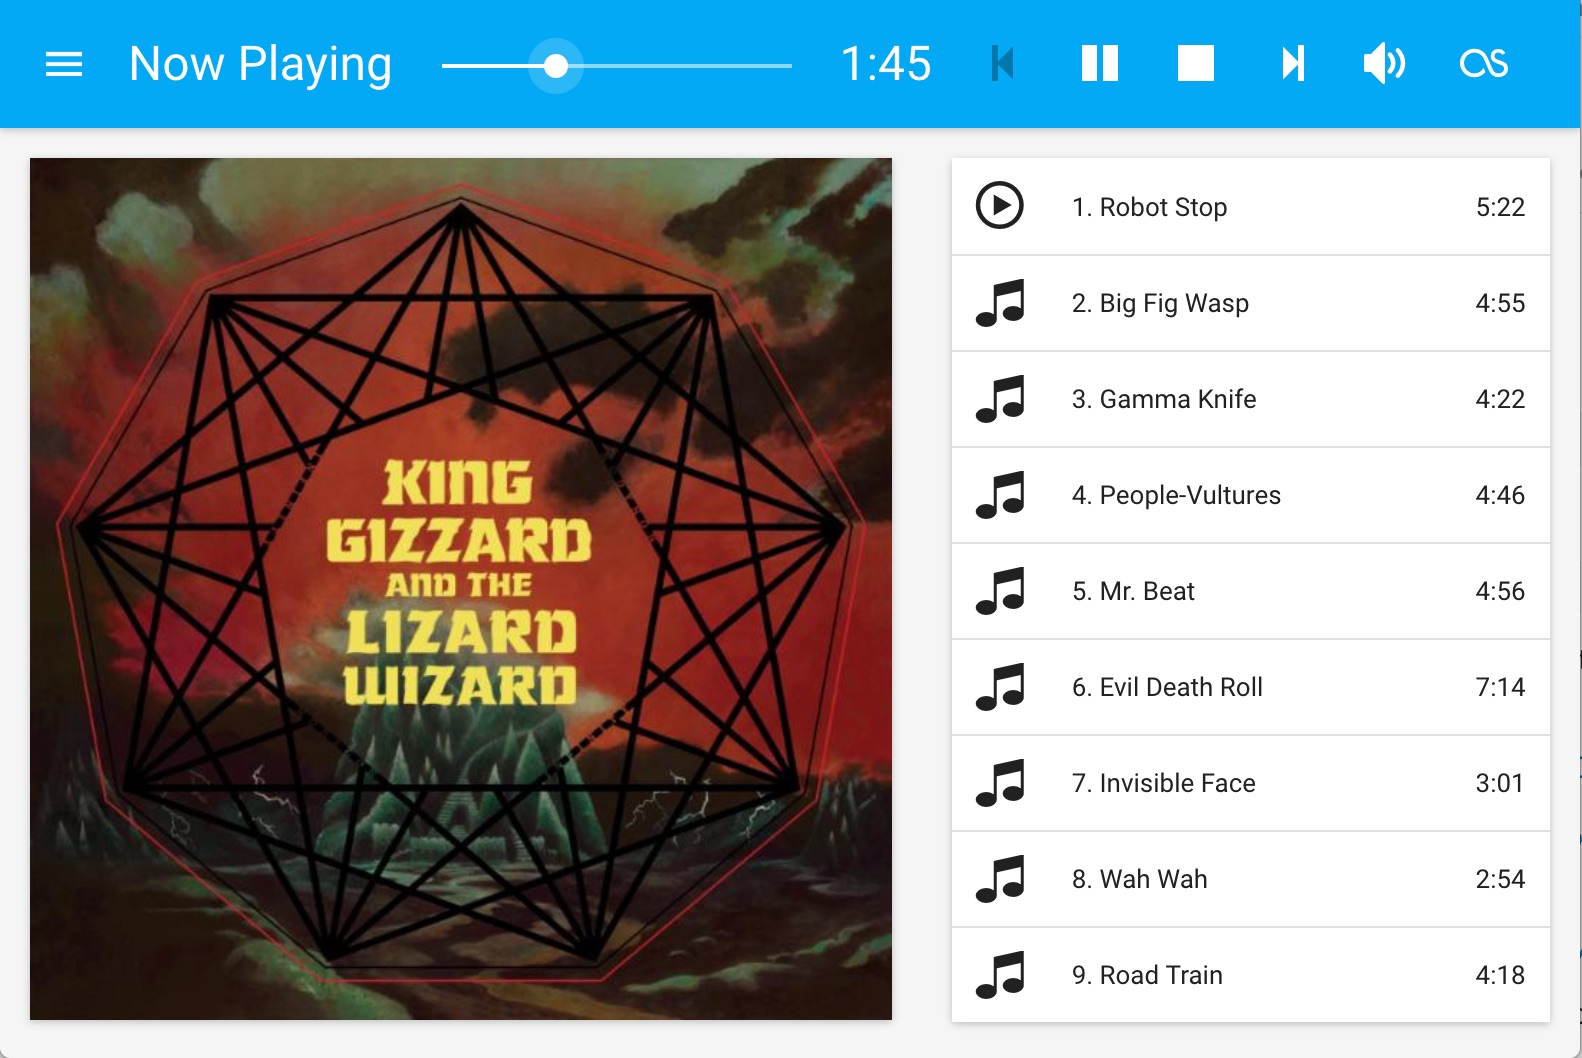 Now Playing
1:45
KING
GIZZARD
AND THE
LIZARD
WIZARD
1. Robot Stop 5:22
2. Big Fig Wasp 4:55
3. Gamma Knife 4:22
4. People-Vultures 4:46
5. Mr. Beat 4:56
6. Evil Death Roll 7:14
7. Invisible Face 3:01
8. Wah Wah 2:54
9. Road Train 4:18